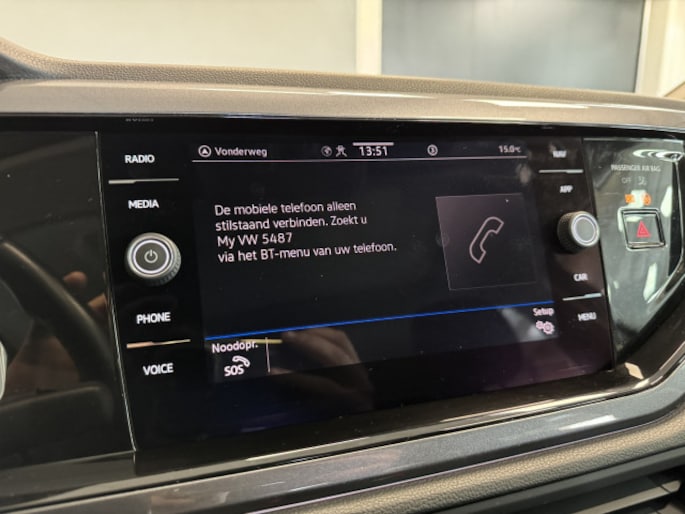 RADIO
MEDIA
PHONE
VOICE
Vonderweg
13:51
15.0°C
De mobiele telefoon alleen
stilstaand verbinden. Zoekt u
My VW 5487
via het BT-menu van uw telefoon.
Setup
Noodopr.
SOS
NAV
APP
CAR
MENU
PASSENGER AIR BAG
OFF